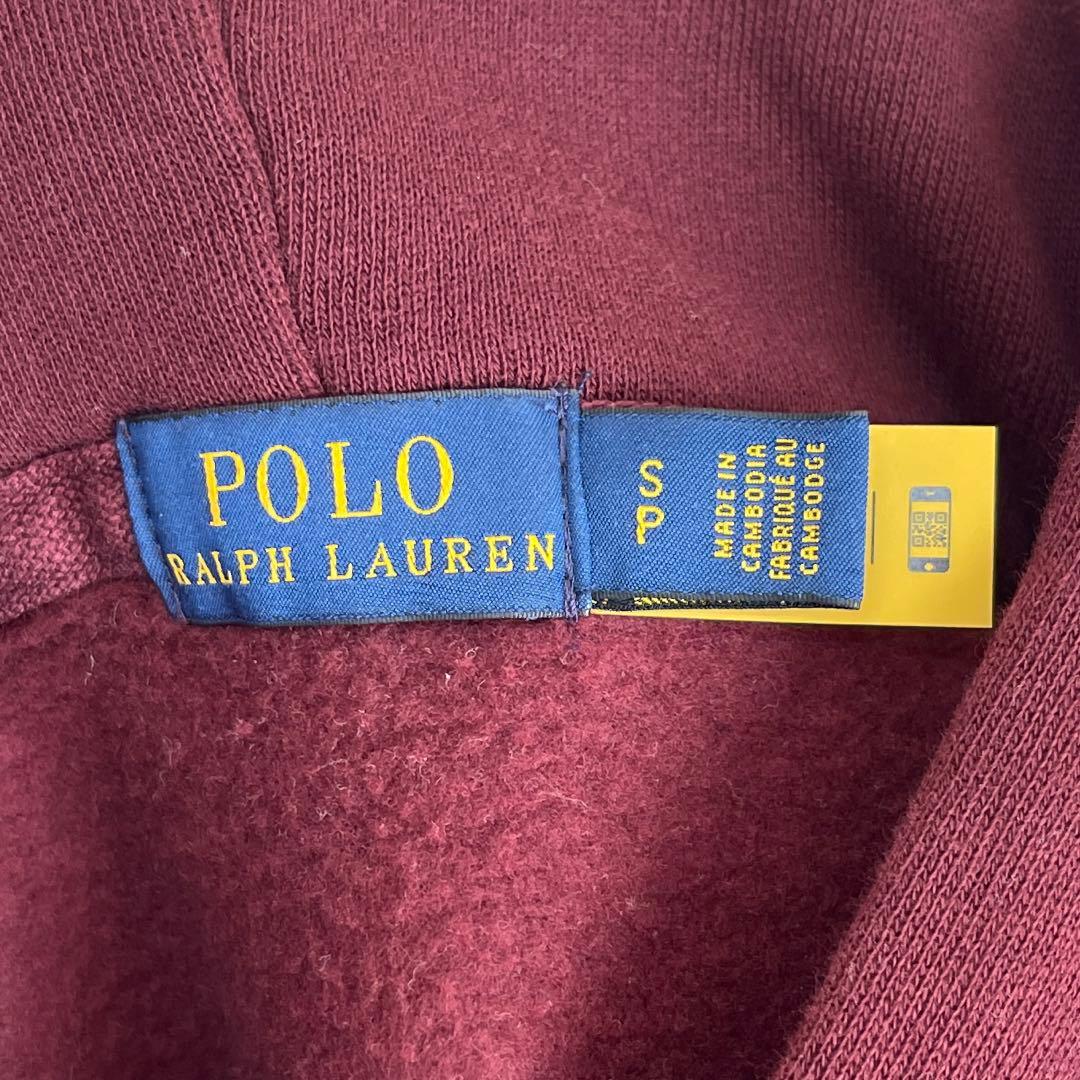 POLO
RALPH LAUREN
S
P
MADE IN
CAMBODIA
FABRIQUÉ AU
CAMBODGE